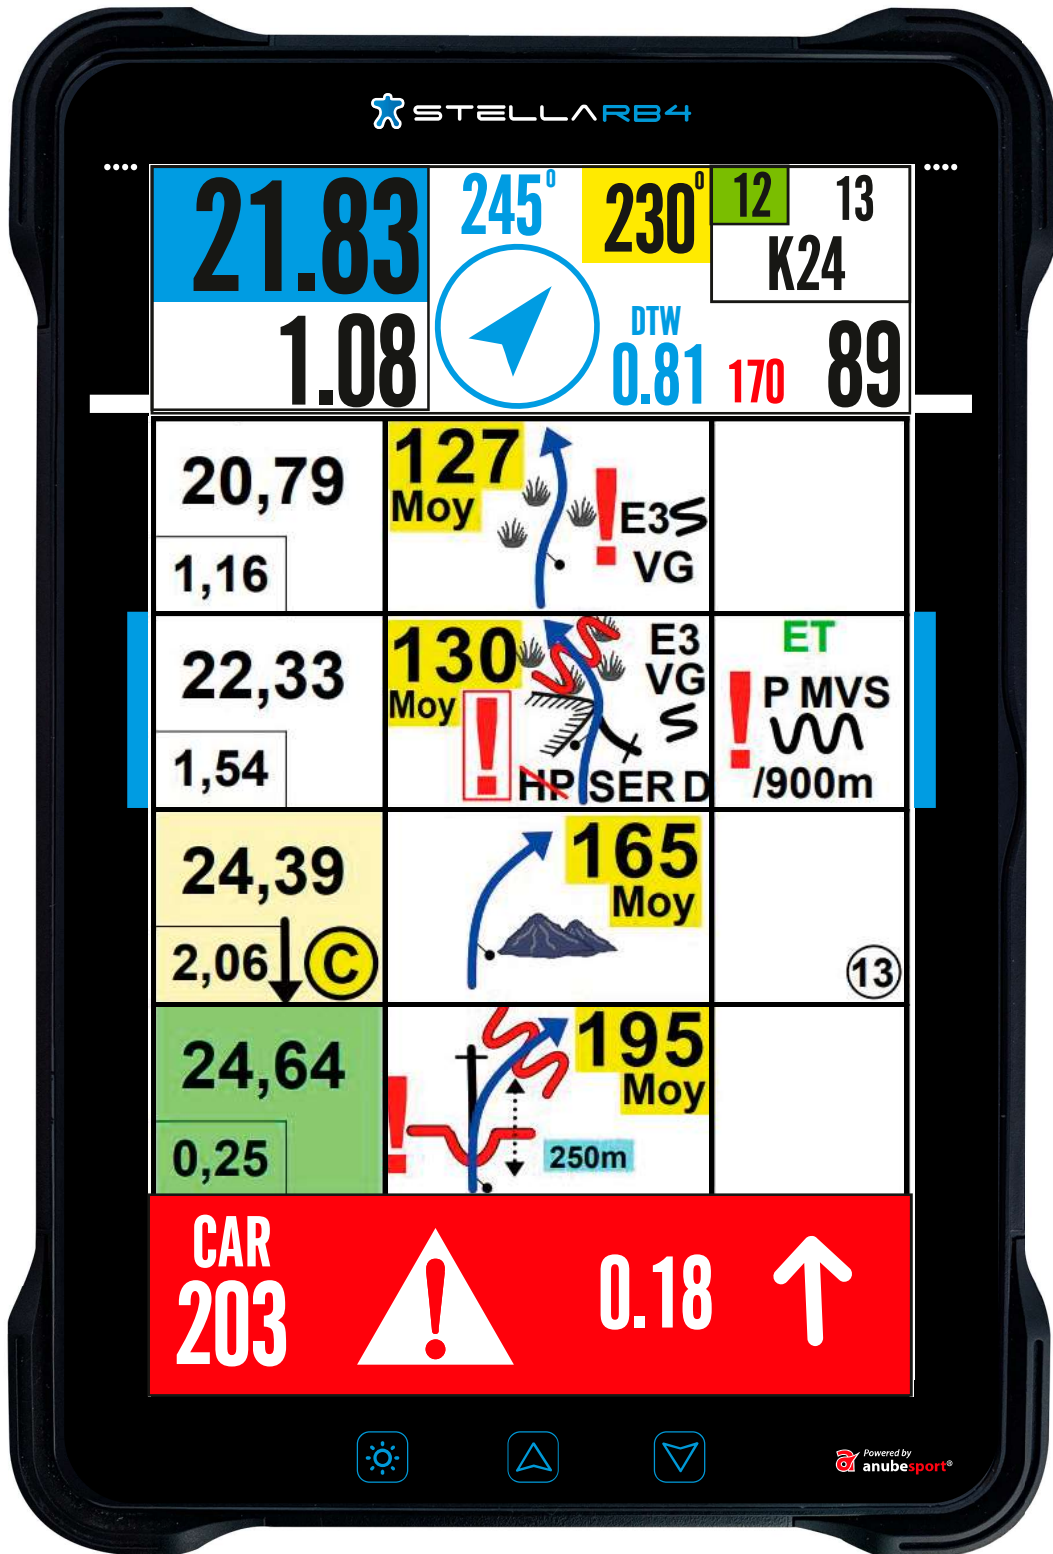 STELLARB4
21.83
245°
230°
12
13
K24
1.08
DTW
0.81
170
89
20,79
1,16
127
Moy
E3
VG
22,33
1,54
130
Moy
E3
VG
HP
SER D
ET
P MVS
/900m
24,39
2,06
C
165
Moy
13
24,64
0,25
195
Moy
250m
CAR
203
0.18
Powered by
anubesport®